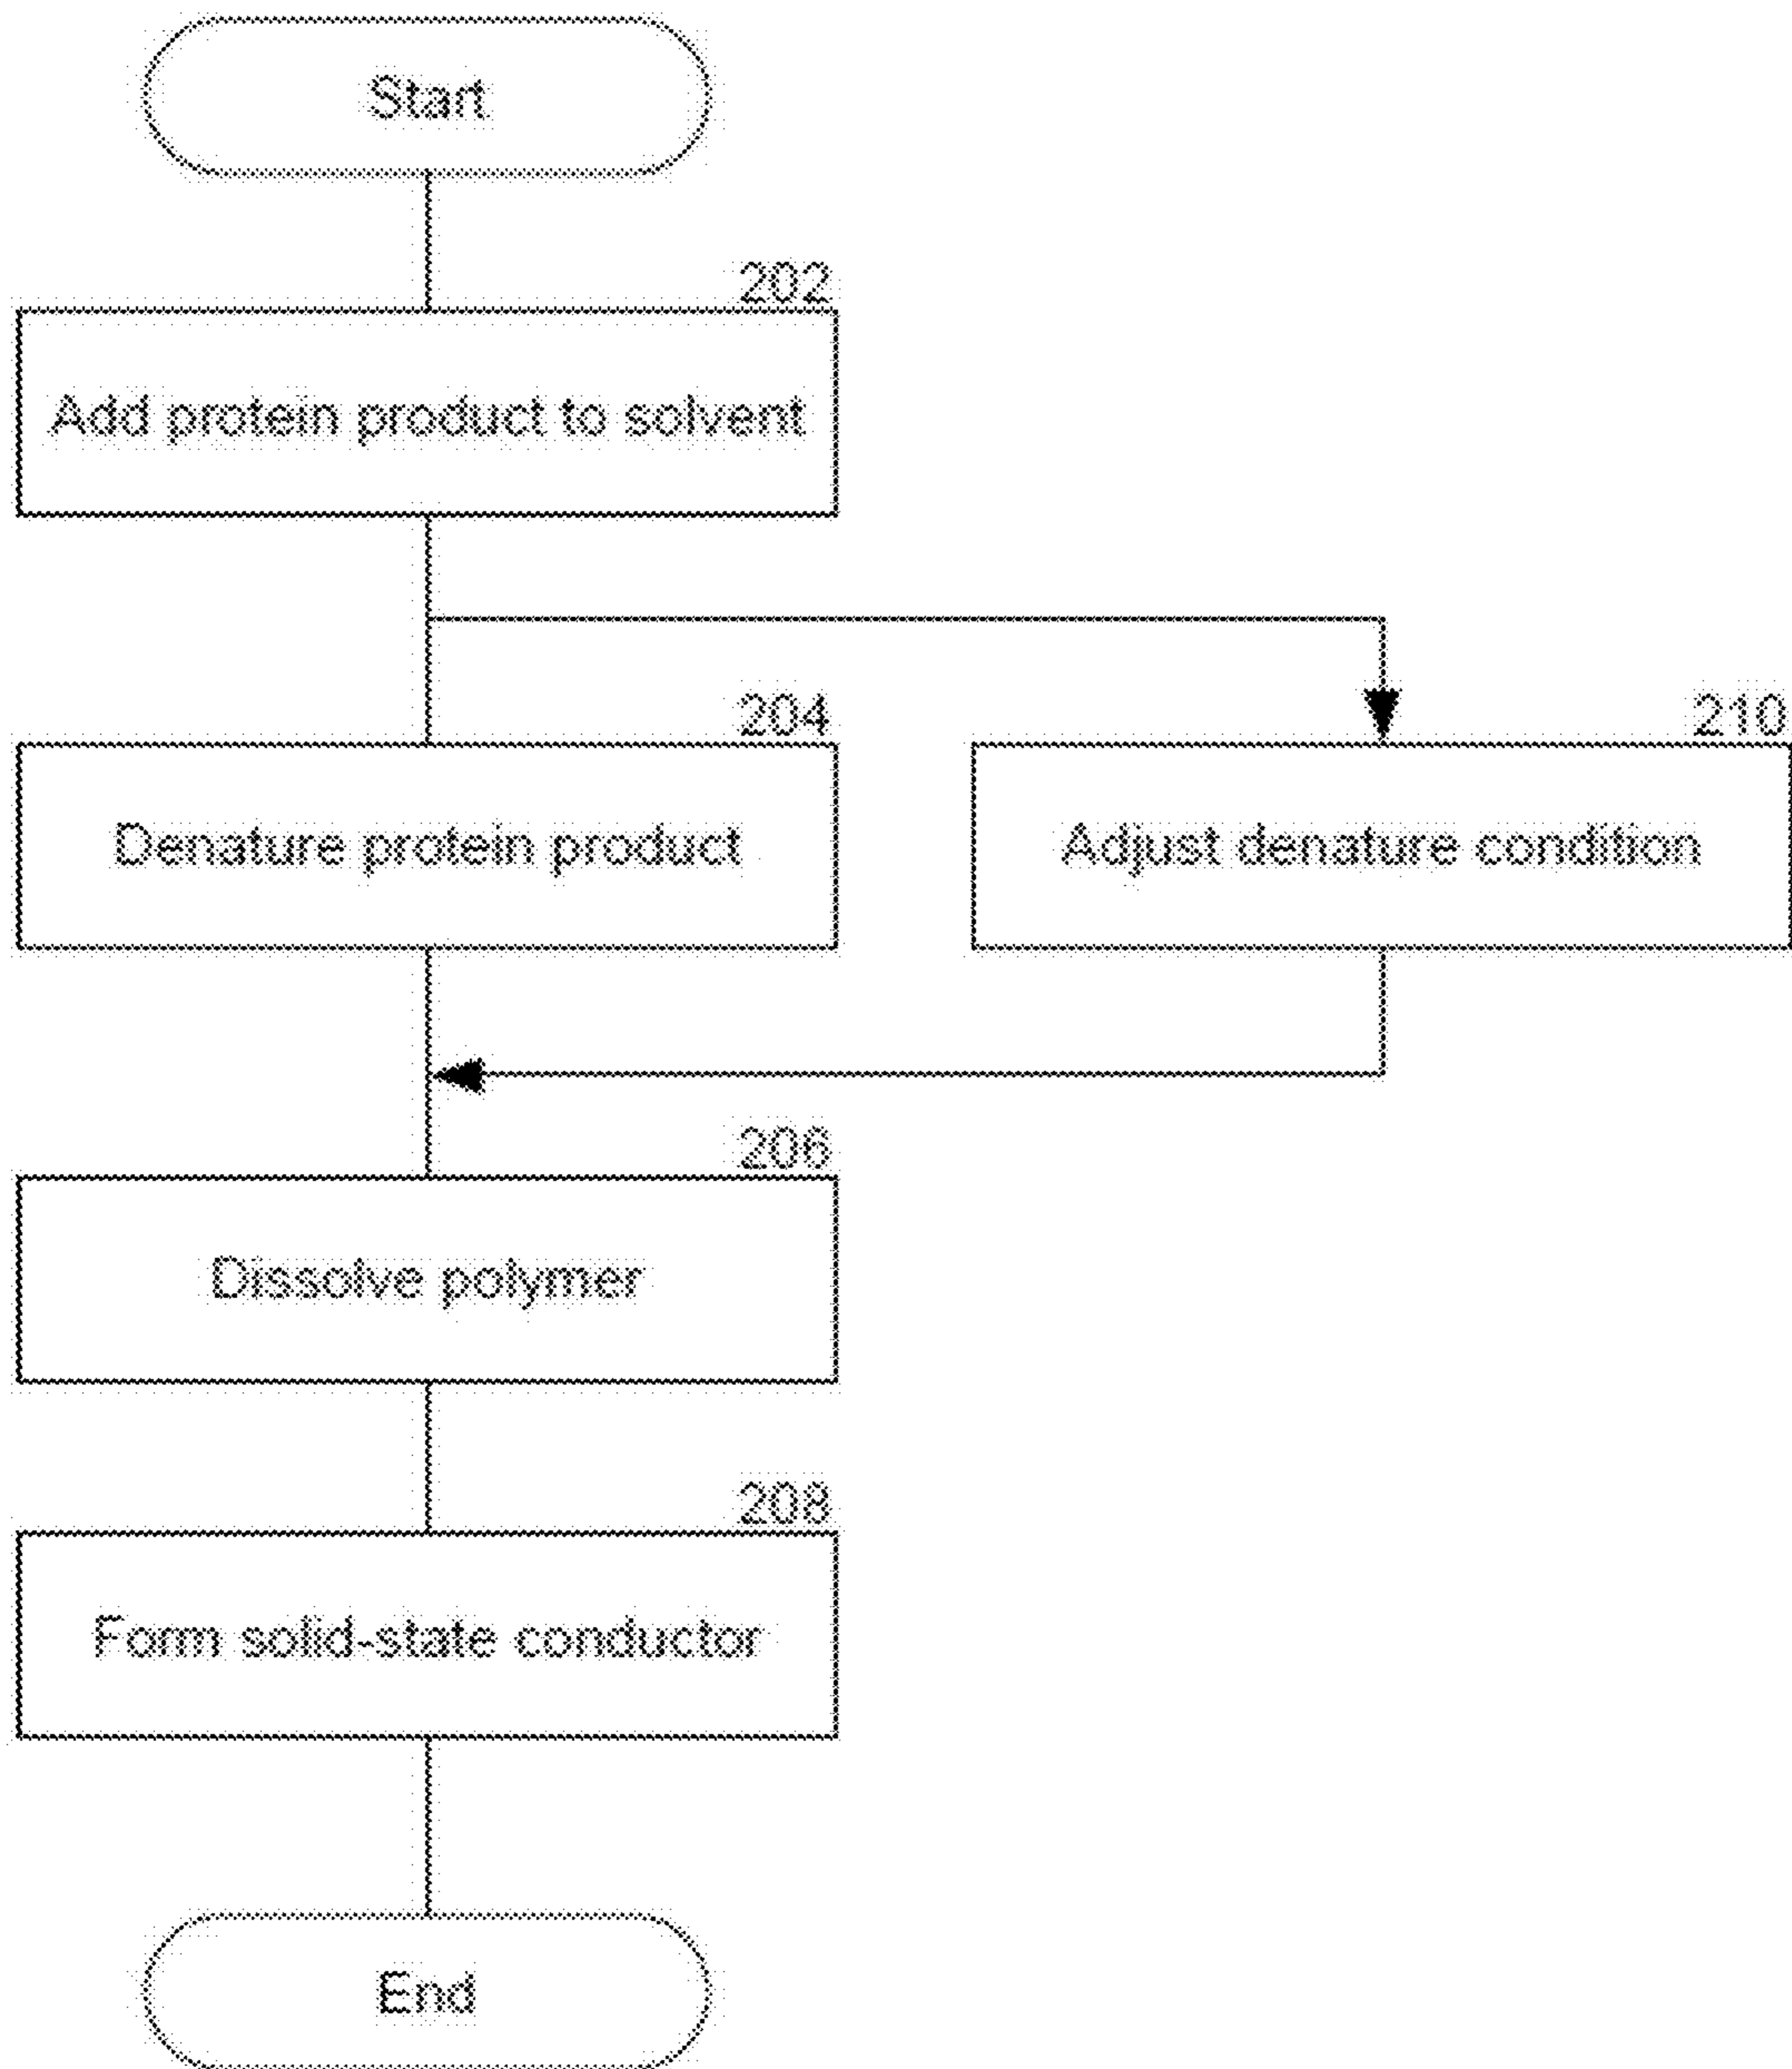 Start
202
Add protein product to solvent
204
Denature protein product
210
Adjust denature condition
206
Dissolve polymer
208
Form solid-state conductor
End